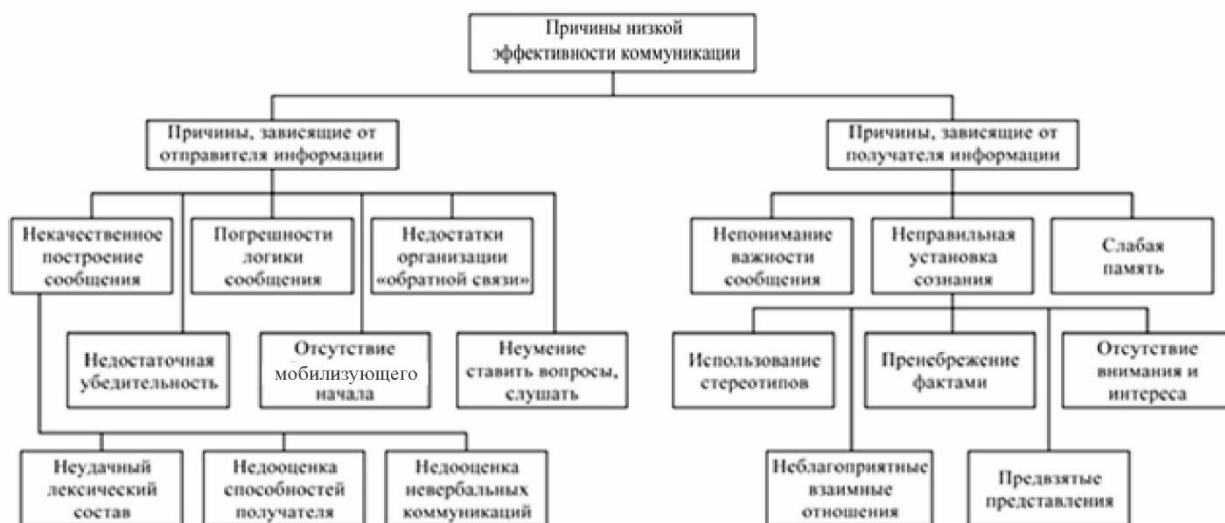 Причины низкой
эффективности коммуникации
Причины, зависящие от
отправителя информации
Причины, зависящие от
получателя информации
Некачественное
построение
сообщения
Погрешности
логики
сообщения
Недостатки
организации
«обратной связи»
Непонимание
важности
сообщения
Неправильная
установка
сознания
Слабая
память
Недостаточная
убедительность
Отсутствие
мобилизующего
начала
Неумение
ставить вопросы,
слушать
Использование
стереотипов
Пренебрежение
фактами
Отсутствие
внимания и
интереса
Неудачный
лексический
состав
Недооценка
способностей
получателя
Недооценка
невербальных
коммуникаций
Неблагоприятные
взаимные
отношения
Предвзятые
представления